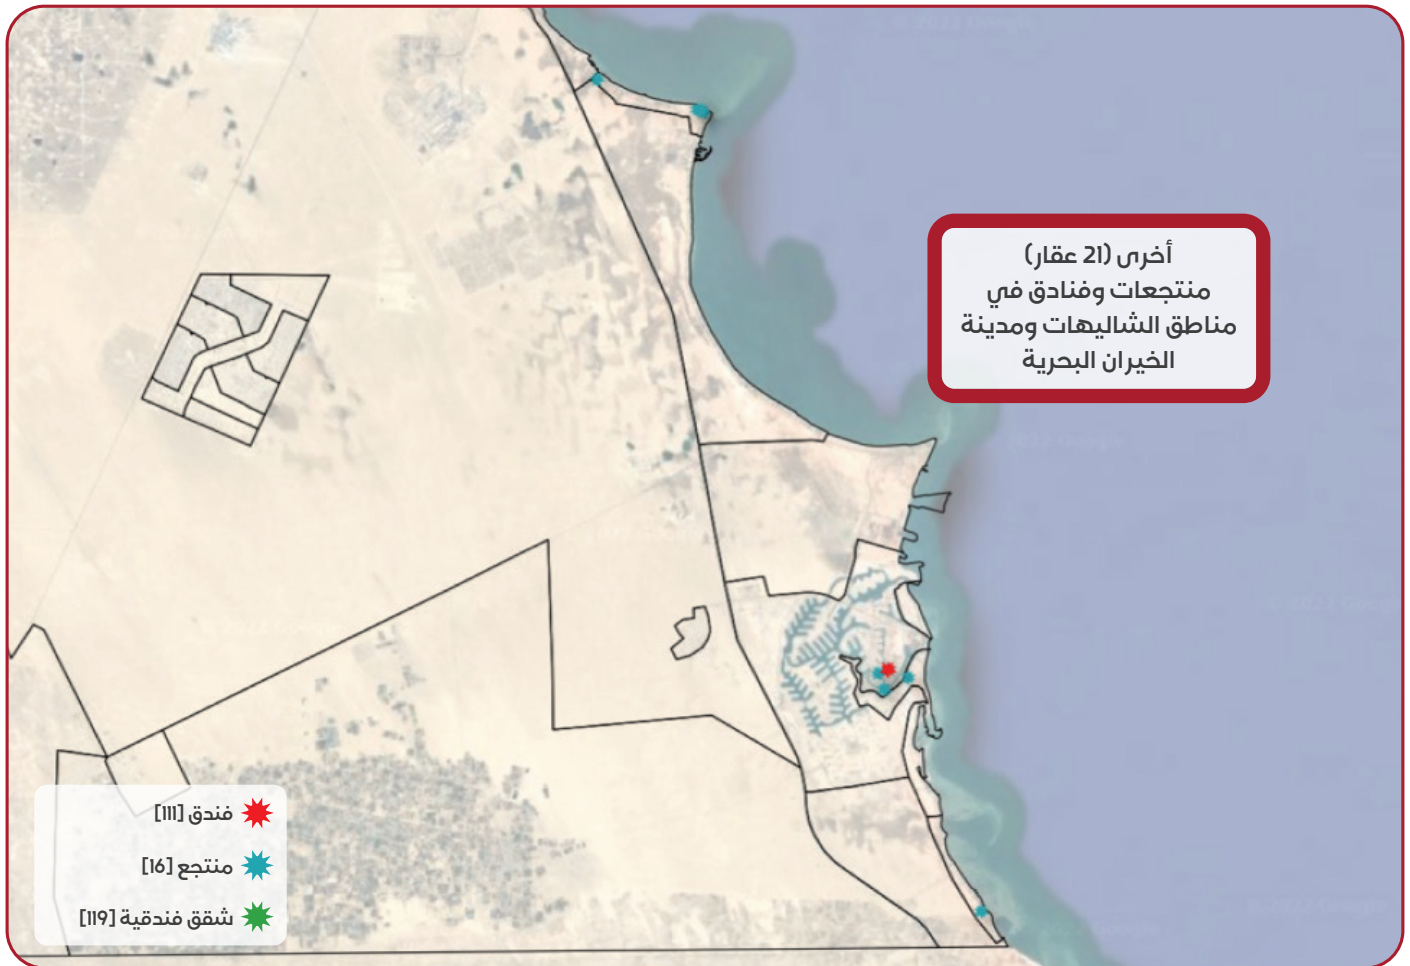 أخرى (21 عقار)
منتجعات وفنادق في
مناطق الشاليهات ومدينة
الخيران البحرية
فندق [111]
منتجع [16]
شقق فندقية [119]